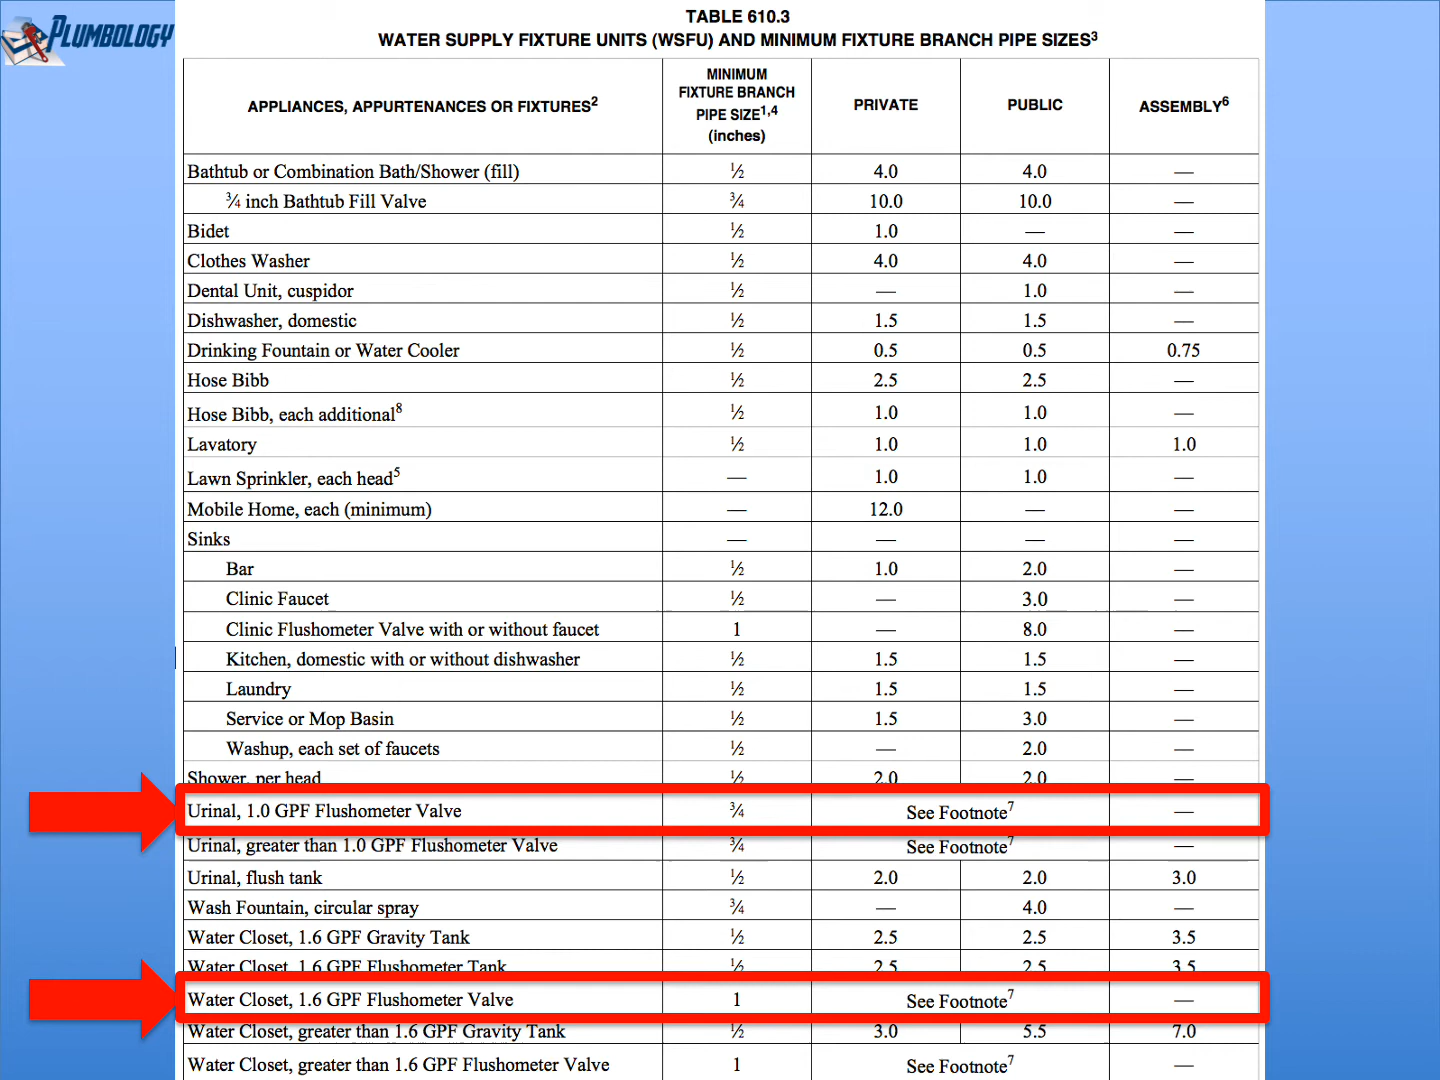 PLUMBOLOGY
TABLE 610.3
WATER SUPPLY FIXTURE UNITS (WSFU) AND MINIMUM FIXTURE BRANCH PIPE SIZES³
APPLIANCES, APPURTENANCES OR FIXTURES² MINIMUM FIXTURE BRANCH PIPE SIZE¹,⁴ (inches) PRIVATE PUBLIC ASSEMBLY⁶
Bathtub or Combination Bath/Shower (fill) ½ 4.0 4.0 —
¾ inch Bathtub Fill Valve ¾ 10.0 10.0 —
Bidet ½ 1.0 — —
Clothes Washer ½ 4.0 4.0 —
Dental Unit, cuspidor ½ — 1.0 —
Dishwasher, domestic ½ 1.5 1.5 —
Drinking Fountain or Water Cooler ½ 0.5 0.5 0.75
Hose Bibb ½ 2.5 2.5 —
Hose Bibb, each additional⁸ ½ 1.0 1.0 —
Lavatory ½ 1.0 1.0 1.0
Lawn Sprinkler, each head⁵ — 1.0 1.0 —
Mobile Home, each (minimum) — 12.0 — —
Sinks — — — —
Bar ½ 1.0 2.0 —
Clinic Faucet ½ — 3.0 —
Clinic Flushometer Valve with or without faucet 1 — 8.0 —
Kitchen, domestic with or without dishwasher ½ 1.5 1.5 —
Laundry ½ 1.5 1.5 —
Service or Mop Basin ½ 1.5 3.0 —
Washup, each set of faucets ½ — 2.0 —
Shower, per head ½ 2.0 2.0 —
Urinal, 1.0 GPF Flushometer Valve ¾ See Footnote⁷ —
Urinal, greater than 1.0 GPF Flushometer Valve ¾ See Footnote⁷ —
Urinal, flush tank ½ 2.0 2.0 3.0
Wash Fountain, circular spray ¾ — 4.0 —
Water Closet, 1.6 GPF Gravity Tank ½ 2.5 2.5 3.5
Water Closet, 1.6 GPF Flushometer Tank ½ 2.5 2.5 3.5
Water Closet, 1.6 GPF Flushometer Valve 1 See Footnote⁷ —
Water Closet, greater than 1.6 GPF Gravity Tank ½ 3.0 5.5 7.0
Water Closet, greater than 1.6 GPF Flushometer Valve 1 See Footnote⁷ —